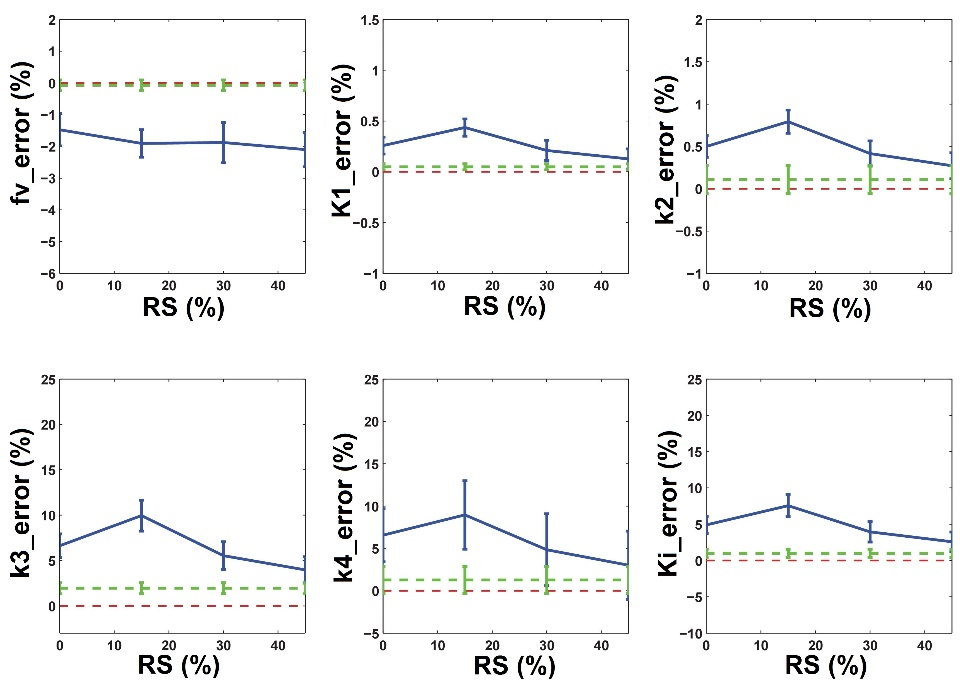 fv_error (%)
2
1
0
−1
−2
−3
−4
−5
−6
0 10 20 30 40
RS (%)
K1_error (%)
1.5
1
0.5
0
−0.5
−1
0 10 20 30 40
RS (%)
k2_error (%)
2
1.5
1
0.5
0
−0.5
−1
0 10 20 30 40
RS (%)
k3_error (%)
25
20
15
10
5
0
0 10 20 30 40
RS (%)
k4_error (%)
25
20
15
10
5
0
−5
0 10 20 30 40
RS (%)
Ki_error (%)
25
20
15
10
5
0
−5
−10
0 10 20 30 40
RS (%)